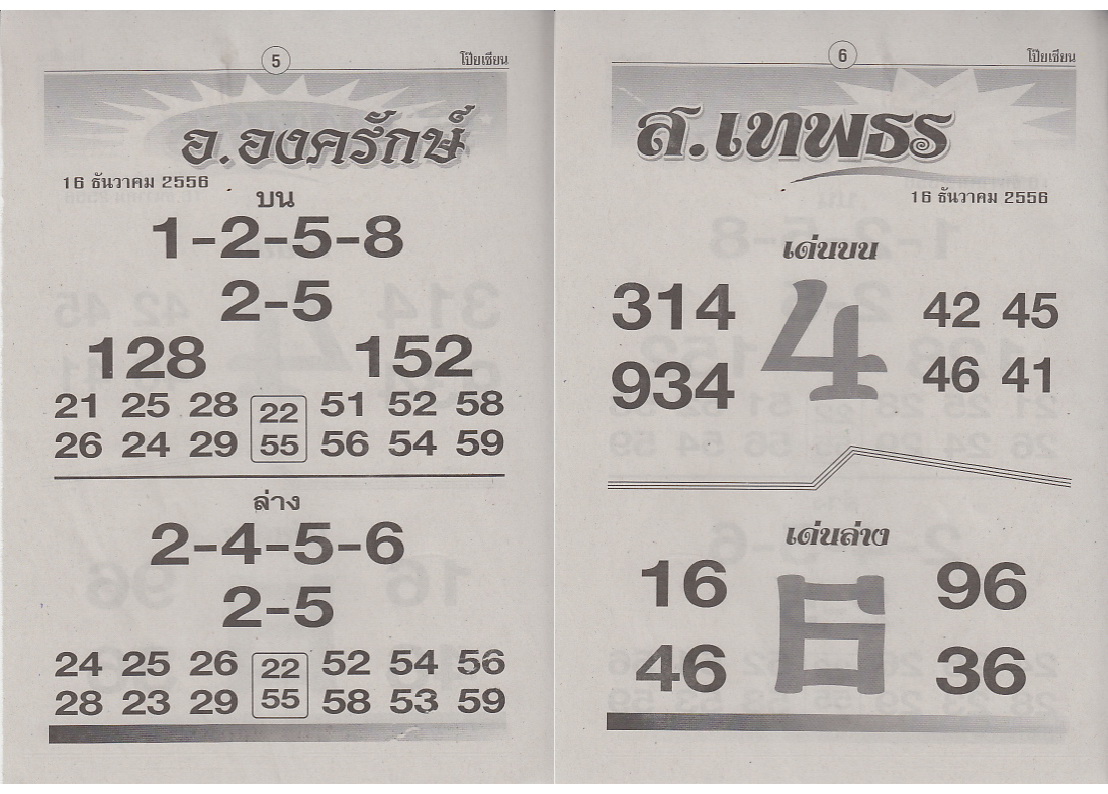 5
โป๊ยเซียน
อ.องครักษ์
16 ธันวาคม 2556
บน
1-2-5-8
2-5
128 152
21 25 28 22 51 52 58
26 24 29 55 56 54 59
ล่าง
2-4-5-6
2-5
24 25 26 22 52 54 56
28 23 29 55 58 53 59
6
โป๊ยเซียน
ส.เทพธร
16 ธันวาคม 2556
เด่นบน
314 4 42 45
934 46 41
เด่นล่าง
16 6 96
46 36